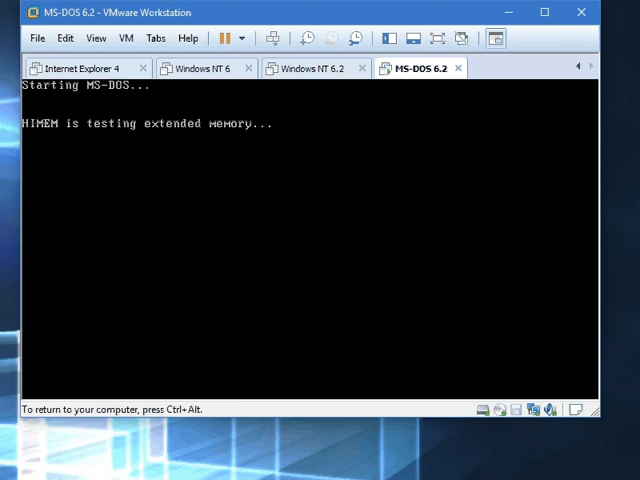 MS-DOS 6.2 - VMware Workstation
File Edit View VM Tabs Help
Internet Explorer 4 Windows NT 6 Windows NT 6.2 MS-DOS 6.2
Starting MS-DOS...
HIMEM is testing extended memory...
To return to your computer, press Ctrl+Alt.